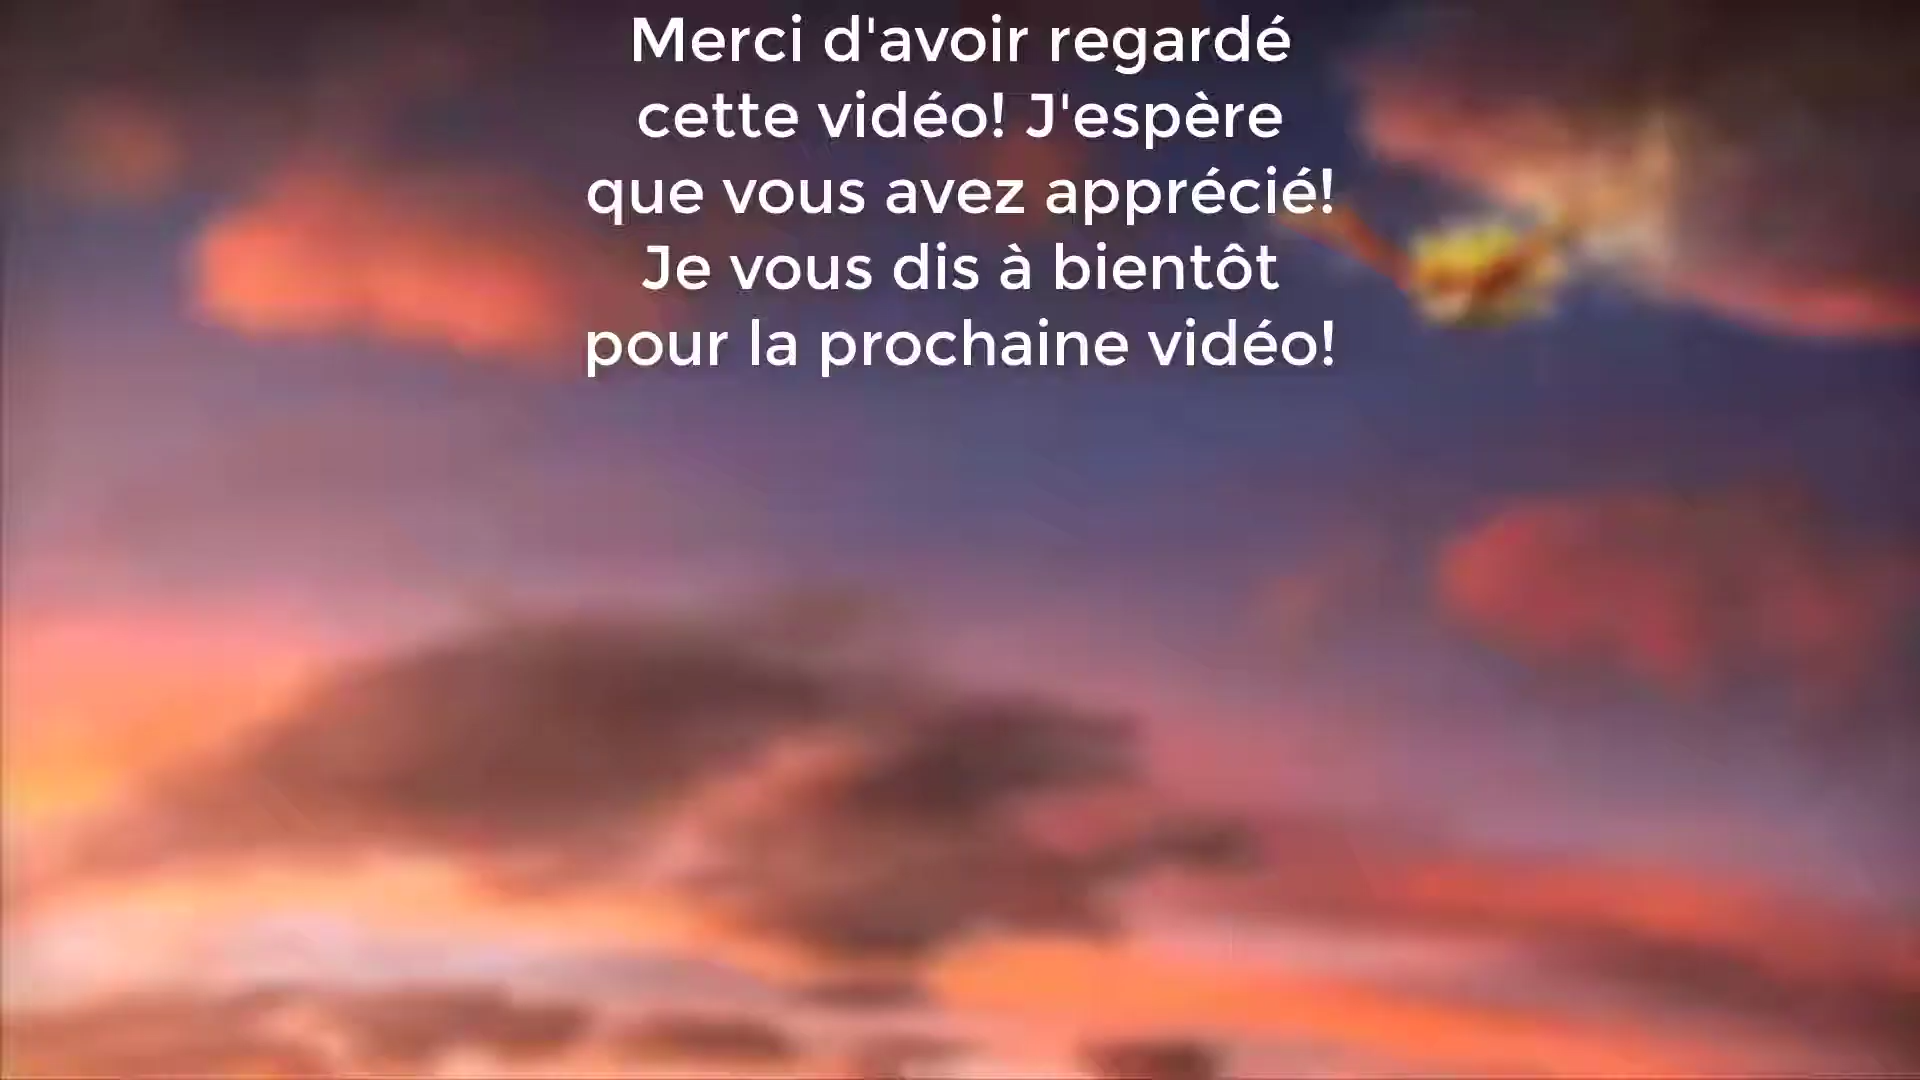 Merci d'avoir regardé
cette vidéo! J'espère
que vous avez apprécié!
Je vous dis à bientôt
pour la prochaine vidéo!